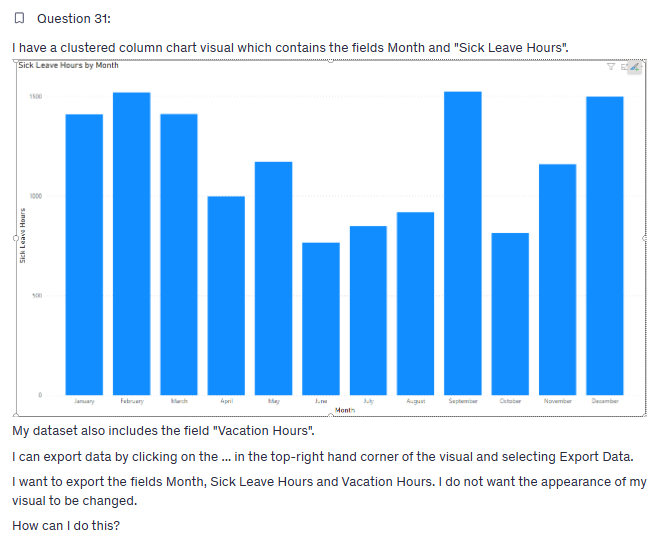 Question 31:
I have a clustered column chart visual which contains the fields Month and "Sick Leave Hours".
Sick Leave Hours by Month
1500
1000
500
0
Sick Leave Hours
January February March April May June July August September October November December
Month
My dataset also includes the field "Vacation Hours".
I can export data by clicking on the ... in the top-right hand corner of the visual and selecting Export Data.
I want to export the fields Month, Sick Leave Hours and Vacation Hours. I do not want the appearance of my
visual to be changed.
How can I do this?